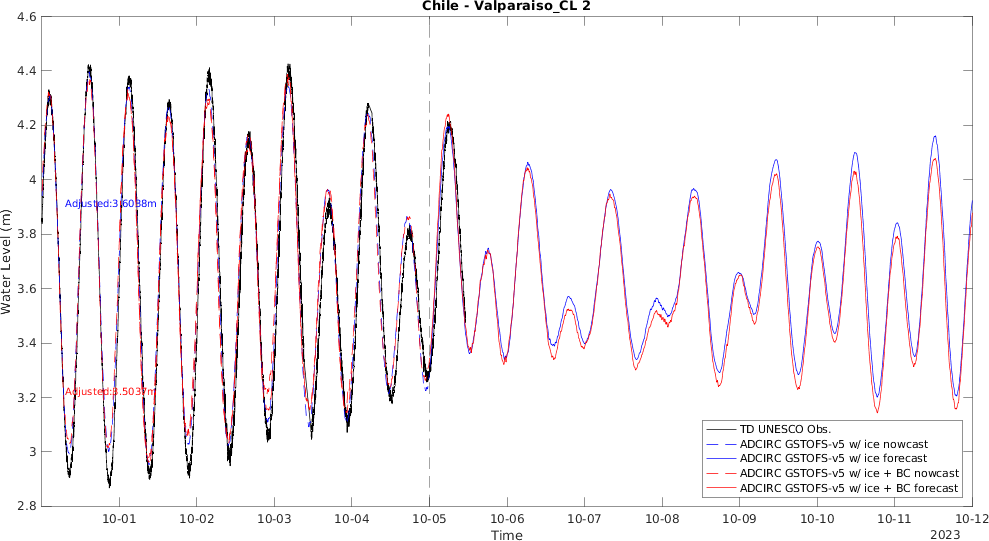 Chile - Valparaiso_CL 2
4.6
4.4
4.2
4
3.8
3.6
3.4
3.2
3
2.8
Water Level (m)
Adjusted:3.6038m
Adjusted:3.5037m
TD UNESCO Obs.
ADCIRC GSTOFS-v5 w/ ice nowcast
ADCIRC GSTOFS-v5 w/ ice forecast
ADCIRC GSTOFS-v5 w/ ice + BC nowcast
ADCIRC GSTOFS-v5 w/ ice + BC forecast
10-01 10-02 10-03 10-04 10-05 10-06 10-07 10-08 10-09 10-10 10-11 10-12
Time
2023